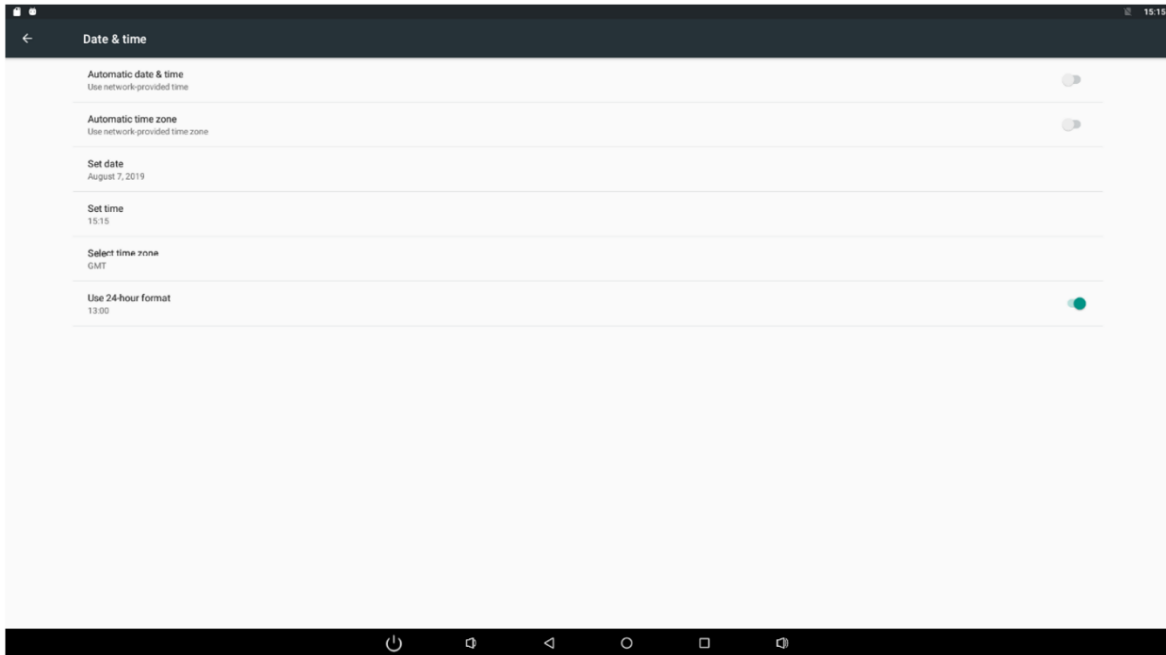 15:15
Date & time
Automatic date & time
Use network-provided time
Automatic time zone
Use network-provided time zone
Set date
August 7, 2019
Set time
15:15
Select time zone
GMT
Use 24-hour format
13:00